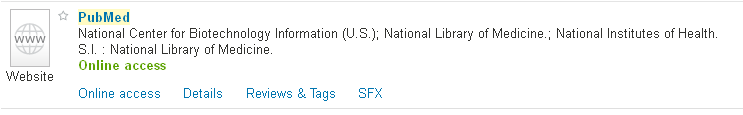 PubMed
National Center for Biotechnology Information (U.S.); National Library of Medicine.; National Institutes of Health.
S.l. : National Library of Medicine.
Online access
www
Website
Online access Details Reviews & Tags SFX